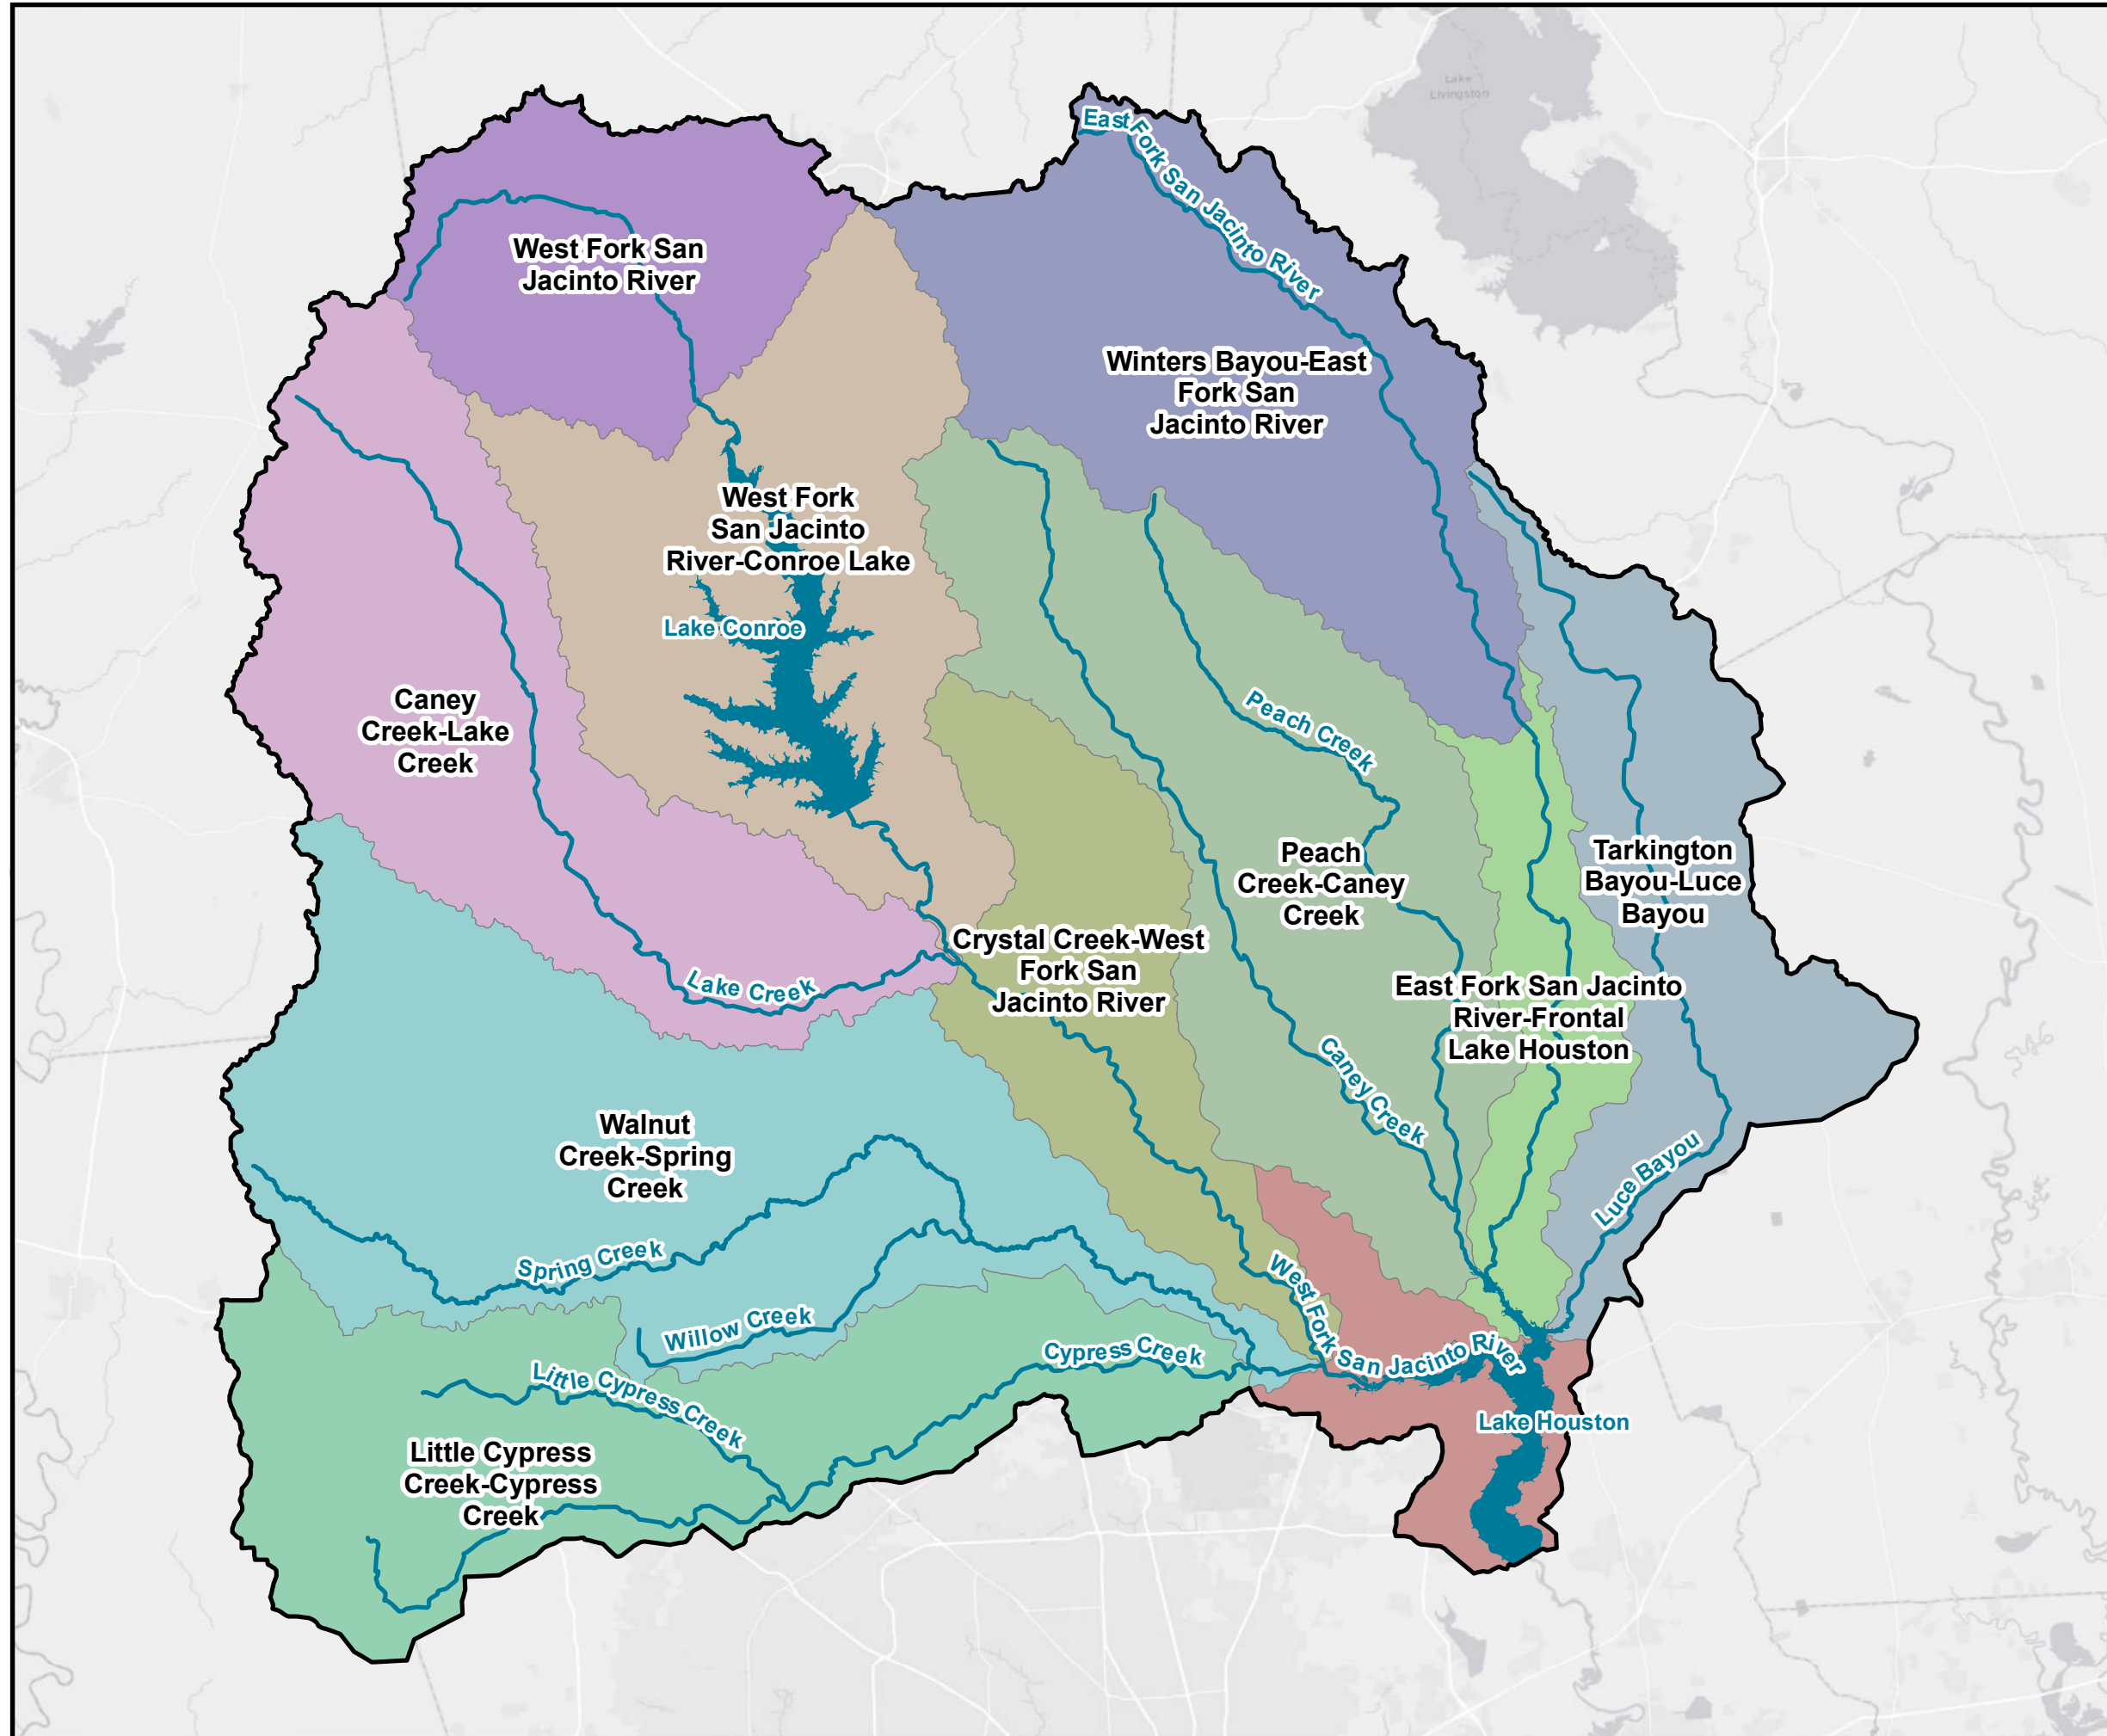 Lake
Livingston
East Fork San Jacinto River
West Fork San
Jacinto River
Winters Bayou-East
Fork San
Jacinto River
West Fork
San Jacinto
River-Conroe Lake
Lake Conroe
Caney
Creek-Lake
Creek
Peach Creek
Peach
Creek-Caney
Creek
Tarkington
Bayou-Luce
Bayou
Crystal Creek-West
Fork San
Jacinto River
Lake Creek
East Fork San Jacinto
River-Frontal
Lake Houston
Caney Creek
Walnut
Creek-Spring
Creek
Luce Bayou
Spring Creek
Willow Creek
West Fork San Jacinto River
Cypress Creek
Little Cypress Creek
Lake Houston
Little Cypress
Creek-Cypress
Creek